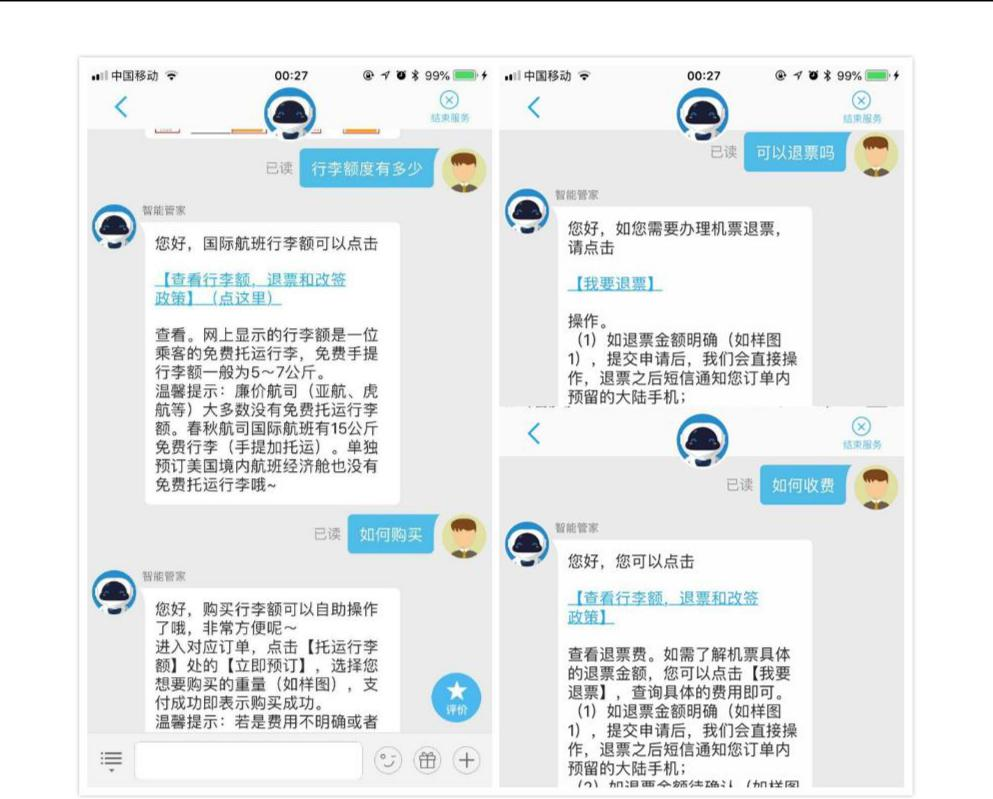 中国移动
00:27
99%
结束服务
已读
行李额度有多少
智能管家
您好，国际航班行李额可以点击
【查看行李额，退票和改签
政策】（点这里）
查看。网上显示的行李额是一位
乘客的免费托运行李，免费手提
行李额一般为5～7公斤。
温馨提示：廉价航司（亚航、虎
航等）大多数没有免费托运行李
额。春秋航司国际航班有15公斤
免费行李（手提加托运）。单独
预订美国境内航班经济舱也没有
免费托运行李哦~
已读
如何购买
智能管家
您好，购买行李额可以自助操作
了哦，非常方便呢～
进入对应订单，点击【托运行李
额】处的【立即预订】，选择您
想要购买的重量（如样图），支
付成功即表示购买成功。
温馨提示：若是费用不明确或者
评价
中国移动
00:27
99%
结束服务
已读
可以退票吗
智能管家
您好，如您需要办理机票退票，
请点击
【我要退票】
操作。
（1）如退票金额明确（如样图
1），提交申请后，我们会直接操
作，退票之后短信通知您订单内
预留的大陆手机；
结束服务
已读
如何收费
智能管家
您好，您可以点击
【查看行李额，退票和改签
政策】
查看退票费。如需了解机票具体
的退票金额，您可以点击【我要
退票】，查询具体的费用即可。
（1）如退票金额明确（如样图
1），提交申请后，我们会直接操
作，退票之后短信通知您订单内
预留的大陆手机；
（2）如退票金额待确认（如样图